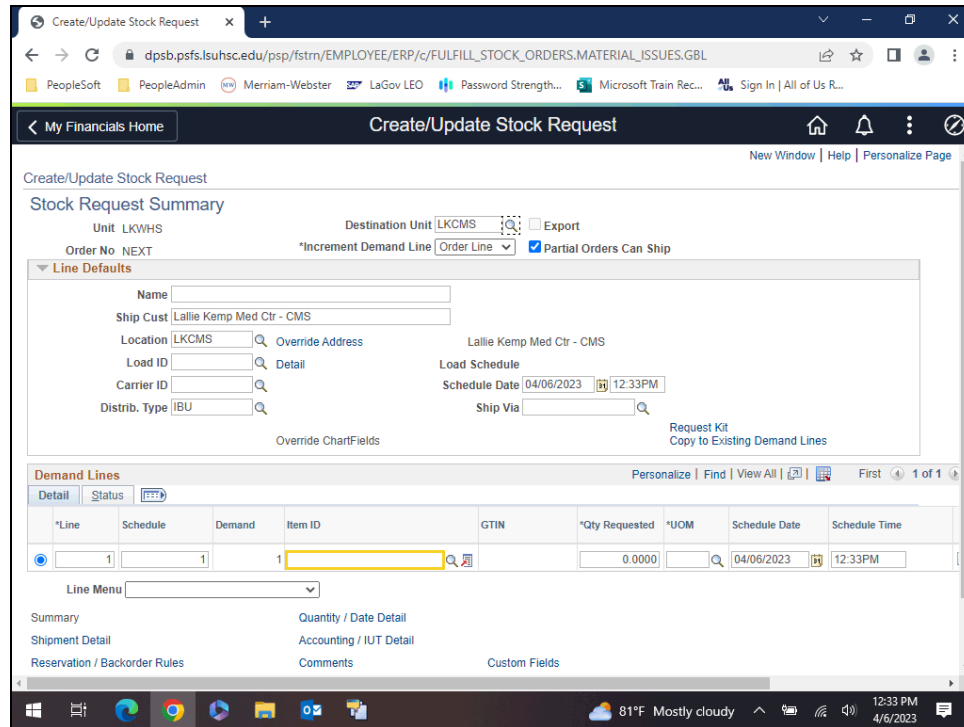 Create/Update Stock Request
dpsb.psfs.lsuhsc.edu/psp/fstrn/EMPLOYEE/ERP/c/FULFILL_STOCK_ORDERS.MATERIAL_ISSUES.GBL
PeopleSoft PeopleAdmin MW Merriam-Webster SAP LaGov LEO Password Strength... S Microsoft Train Rec... All Us Sign In | All of Us R...
My Financials Home Create/Update Stock Request
New Window | Help | Personalize Page
Create/Update Stock Request
Stock Request Summary
Unit LKWHS Destination Unit LKCMS Export
Order No NEXT *Increment Demand Line Order Line Partial Orders Can Ship
Line Defaults
Name
Ship Cust Lallie Kemp Med Ctr - CMS
Location LKCMS Override Address Lallie Kemp Med Ctr - CMS
Load ID Detail Load Schedule
Carrier ID Schedule Date 04/06/2023 31 12:33PM
Distrib. Type IBU Ship Via
Request Kit
Override ChartFields Copy to Existing Demand Lines
Demand Lines Personalize | Find | View All | First 1 of 1
Detail Status
*Line Schedule Demand Item ID GTIN *Qty Requested *UOM Schedule Date Schedule Time
1 1 1 0.0000 04/06/2023 31 12:33PM
Line Menu
Summary Quantity / Date Detail
Shipment Detail Accounting / IUT Detail
Reservation / Backorder Rules Comments Custom Fields
81°F Mostly cloudy 12:33 PM
4/6/2023